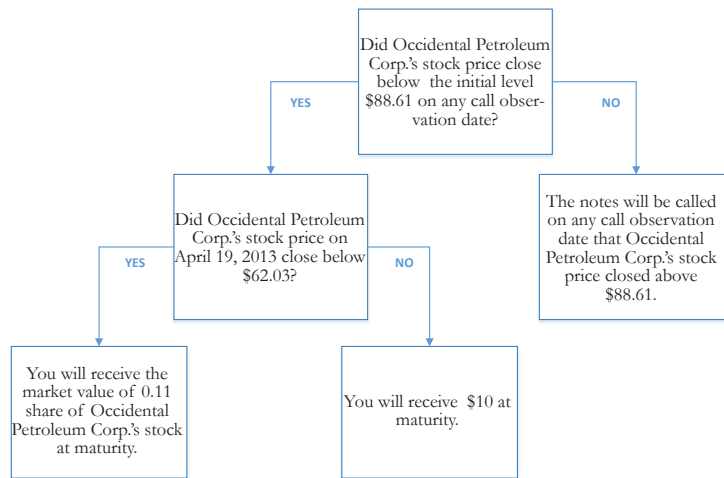 Did Occidental Petroleum
Corp.'s stock price close
below the initial level
$88.61 on any call obser-
vation date?
YES
NO
Did Occidental Petroleum
Corp.'s stock price on
April 19, 2013 close below
$62.03?
The notes will be called
on any call observation
date that Occidental
Petroleum Corp.'s stock
price closed above
$88.61.
YES
NO
You will receive the
market value of 0.11
share of Occidental
Petroleum Corp.'s stock
at maturity.
You will receive $10 at
maturity.